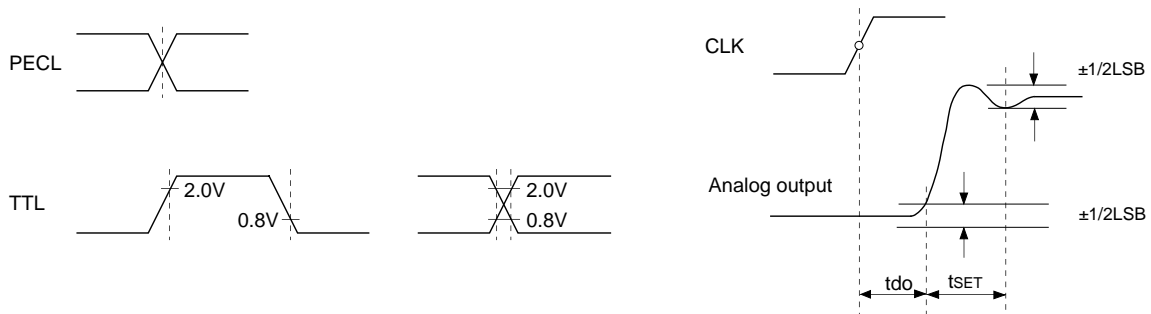 PECL
TTL
2.0V
0.8V
2.0V
0.8V
CLK
±1/2LSB
Analog output
±1/2LSB
tdo
tSET